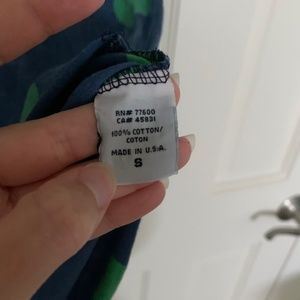 RN# 77600
CA# 45831
100% COTTON/
COTON
MADE IN U.S.A.
S